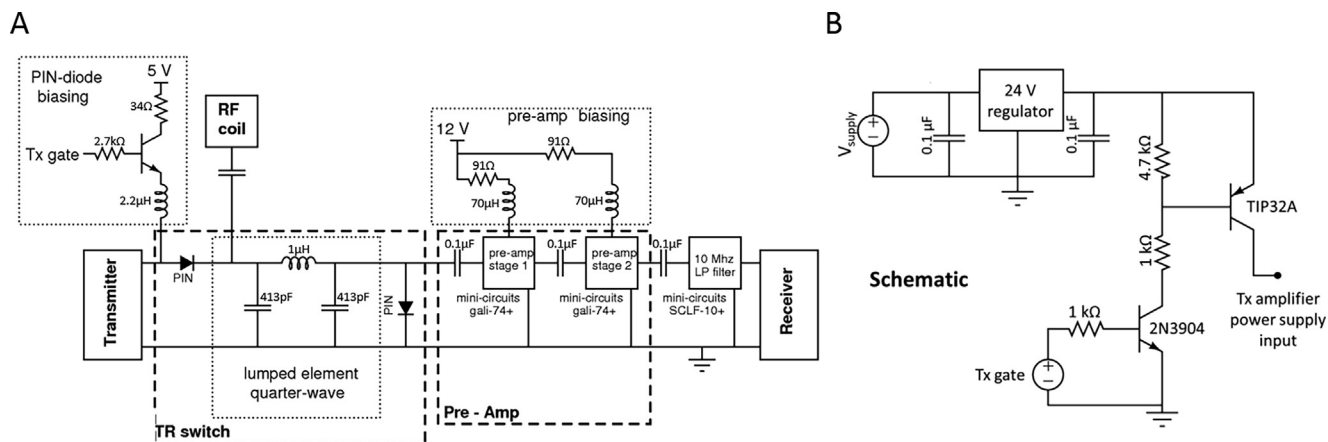 A
PIN-diode
biasing
5 V
34Ω
2.7kΩ
Tx gate
2.2μH
RF
coil
12 V
pre-amp biasing
91Ω
91Ω
70μH
70μH
Transmitter
PIN
1μH
413pF
413pF
PIN
lumped element
quarter-wave
TR switch
0.1μF
pre-amp
stage 1
mini-circuits
gali-74+
0.1μF
pre-amp
stage 2
mini-circuits
gali-74+
Pre - Amp
0.1μF
10 Mhz
LP filter
mini-circuits
SCLF-10+
Receiver
B
Vsupply
0.1 μF
24 V
regulator
0.1 μF
4.7 kΩ
TIP32A
1 kΩ
Schematic
1 kΩ
2N3904
Tx gate
Tx amplifier
power supply
input